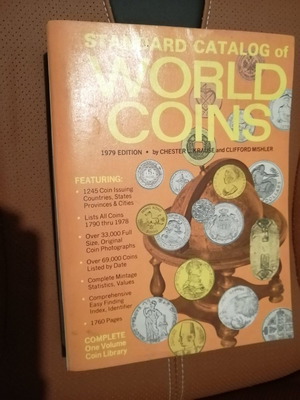 STANDARD CATALOG of
WORLD
COINS
1979 EDITION • by CHESTER L. KRAUSE and CLIFFORD MISHLER
FEATURING:
• 1245 Coin Issuing
Countries, States
Provinces & Cities
• Lists All Coins
1790 thru 1978
• Over 33,000 Full
Size, Original
Coin Photographs
• Over 69,000 Coins
Listed by Date
• Complete Mintage
Statistics, Values
• Comprehensive
Easy Finding
Index, Identifier
• 1760 Pages
COMPLETE
One Volume
Coin Library